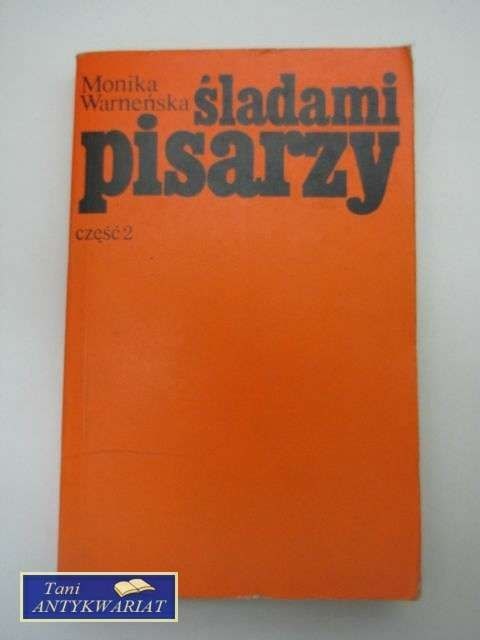 Monika
Warneńska
śladami
pisarzy
część 2
Tani
ANTYKWARIAT